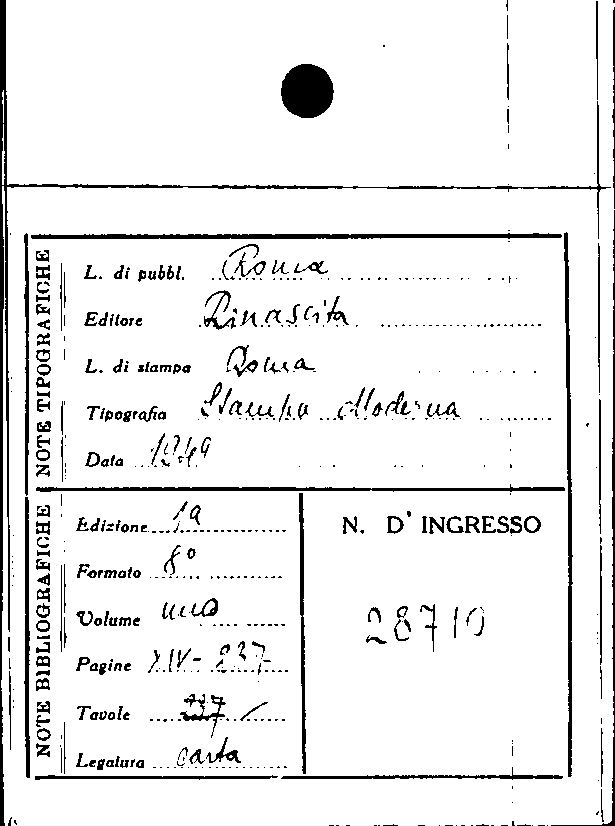 NOTE TIPOGRAFICHE
L. di pubbl. Roma
Editore Rinascita
L. di stampa Roma
Tipografia Stampa Moderna
Data 1949
NOTE BIBLIOGRAFICHE
Edizione 1a
Formato 8°
Volume uno
Pagine XIV - 237
Tavole 237 /
Legatura carta
N. D' INGRESSO
28710